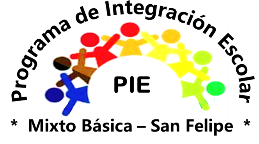 Programa de Integración Escolar
PIE
* Mixto Básica – San Felipe *